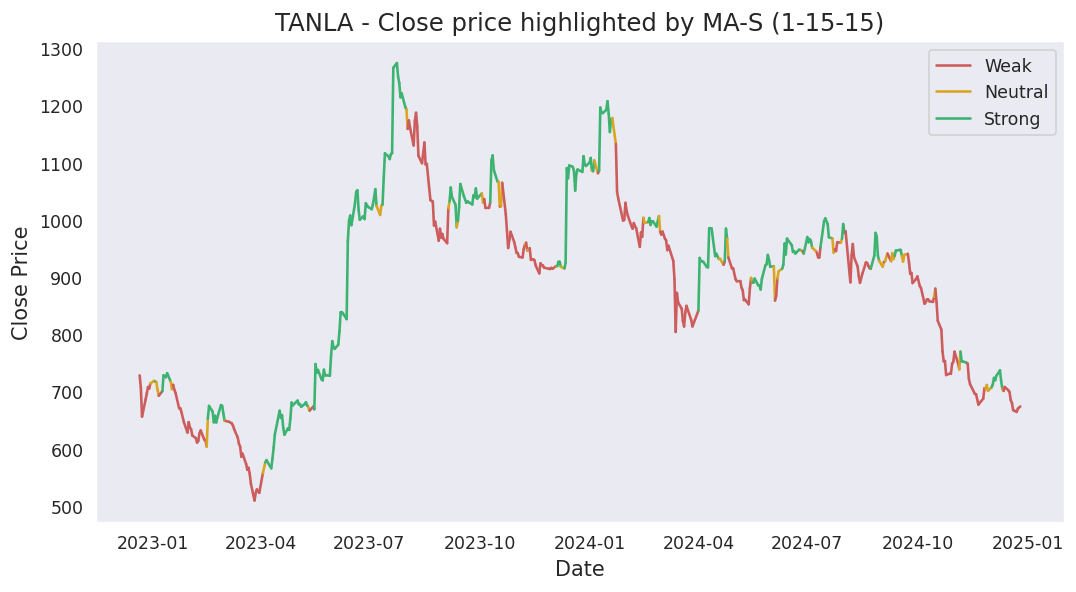 TANLA - Close price highlighted by MA-S (1-15-15)
Weak
Neutral
Strong
Close Price
1300
1200
1100
1000
900
800
700
600
500
2023-01 2023-04 2023-07 2023-10 2024-01 2024-04 2024-07 2024-10 2025-01
Date